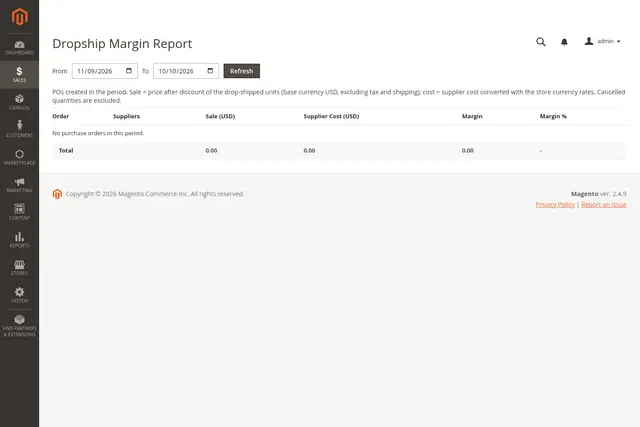 Dropship Margin Report
admin
From 11/09/2026 To 10/10/2026 Refresh
POs created in the period. Sale = price after discount of the drop-shipped units (base currency USD, excluding tax and shipping); cost = supplier cost converted with the store currency rates. Cancelled
quantities are excluded.
Order Suppliers Sale (USD) Supplier Cost (USD) Margin Margin %
No purchase orders in this period.
Total 0.00 0.00 0.00 -
Copyright © 2026 Magento Commerce Inc. All rights reserved.
Magento ver. 2.4.9
Privacy Policy | Report an Issue
DASHBOARD
SALES
CATALOG
CUSTOMERS
MARKETPLACE
MARKETING
CONTENT
REPORTS
STORES
SYSTEM
FIND PARTNERS
& EXTENSIONS